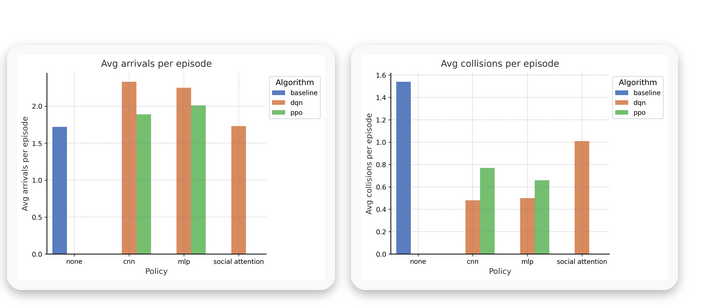 Avg arrivals per episode
Algorithm
baseline
dqn
ppo
Avg arrivals per episode
2.0
1.5
1.0
0.5
0.0
none cnn mlp social attention
Policy
Avg collisions per episode
Algorithm
baseline
dqn
ppo
Avg collisions per episode
1.6
1.4
1.2
1.0
0.8
0.6
0.4
0.2
0.0
none cnn mlp social attention
Policy